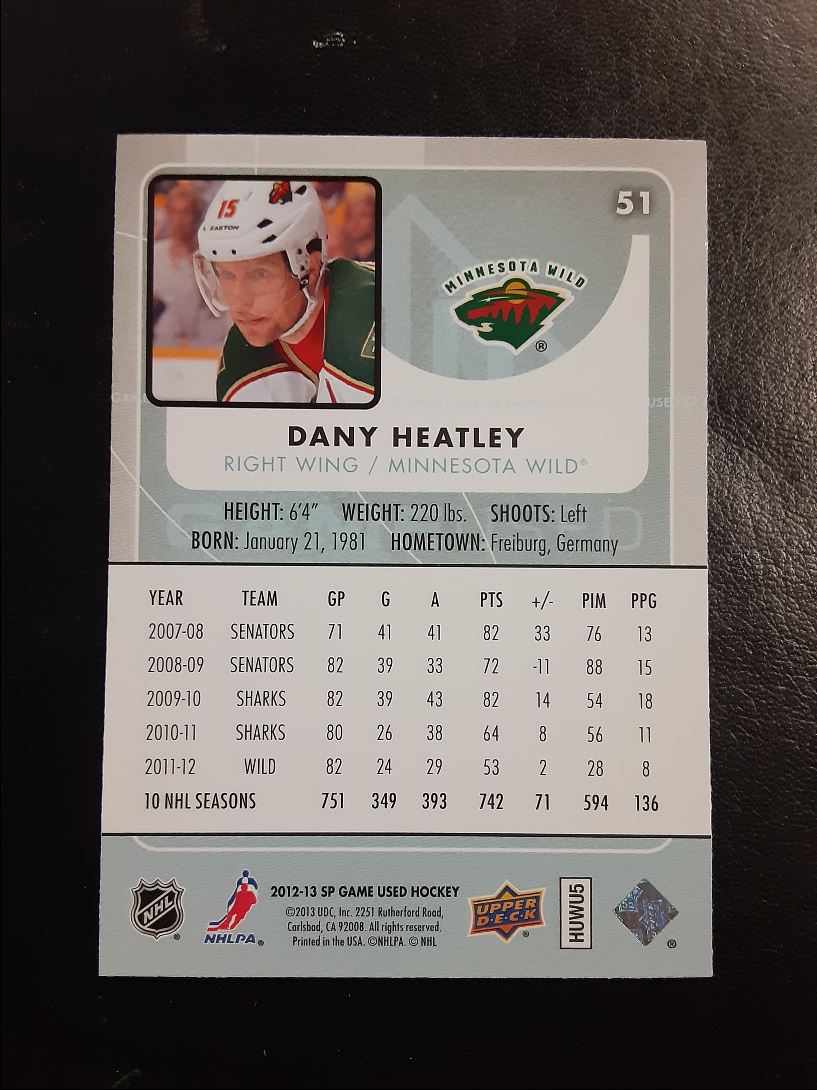 51
15
EASTON
MINNESOTA WILD
®
DANY HEATLEY
RIGHT WING / MINNESOTA WILD®
HEIGHT: 6'4" WEIGHT: 220 lbs. SHOOTS: Left
BORN: January 21, 1981 HOMETOWN: Freiburg, Germany
YEAR TEAM GP G A PTS +/- PIM PPG
2007-08 SENATORS 71 41 41 82 33 76 13
2008-09 SENATORS 82 39 33 72 -11 88 15
2009-10 SHARKS 82 39 43 82 14 54 18
2010-11 SHARKS 80 26 38 64 8 56 11
2011-12 WILD 82 24 29 53 2 28 8
10 NHL SEASONS 751 349 393 742 71 594 136
NHL ®
NHLPA ®
2012-13 SP GAME USED HOCKEY
©2013 UDC, Inc. 2251 Rutherford Road,
Carlsbad, CA 92008. All rights reserved.
Printed in the USA. ©NHLPA. © NHL
UPPER
D·E·C·K
®
HUWU5
®